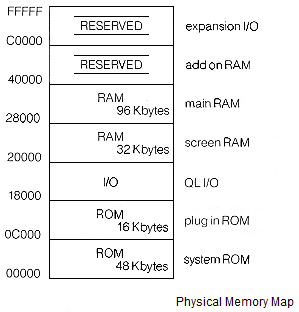 FFFFF
RESERVED expansion I/O
C0000
RESERVED add on RAM
40000
RAM main RAM
96 Kbytes
28000
RAM screen RAM
32 Kbytes
20000
I/O QL I/O
18000
ROM plug in ROM
16 Kbytes
0C000
ROM system ROM
48 Kbytes
00000
Physical Memory Map